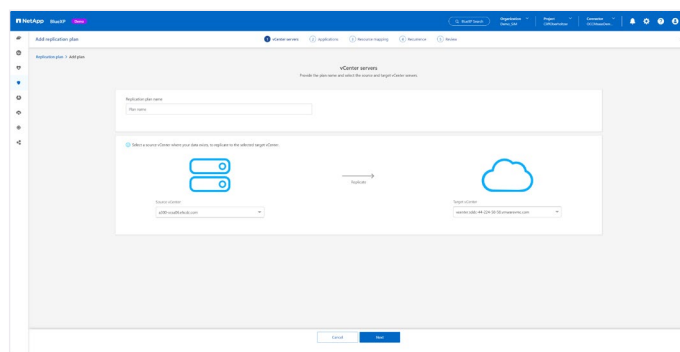 NetApp BlueXP Demo
BlueXP Search
Organization
Demo_SIM
Project
Connector
Add replication plan
1 vCenter servers 2 Applications 3 Resource mapping 4 Recurrence 5 Review
Replication plan > Add plan
vCenter servers
Provide the plan name and select the source and target vCenter servers.
Replication plan name
Plan name
Select a source vCenter where your data exists, to replicate to the selected target vCenter.
Replicate
Source vCenter
Target vCenter
Cancel Next